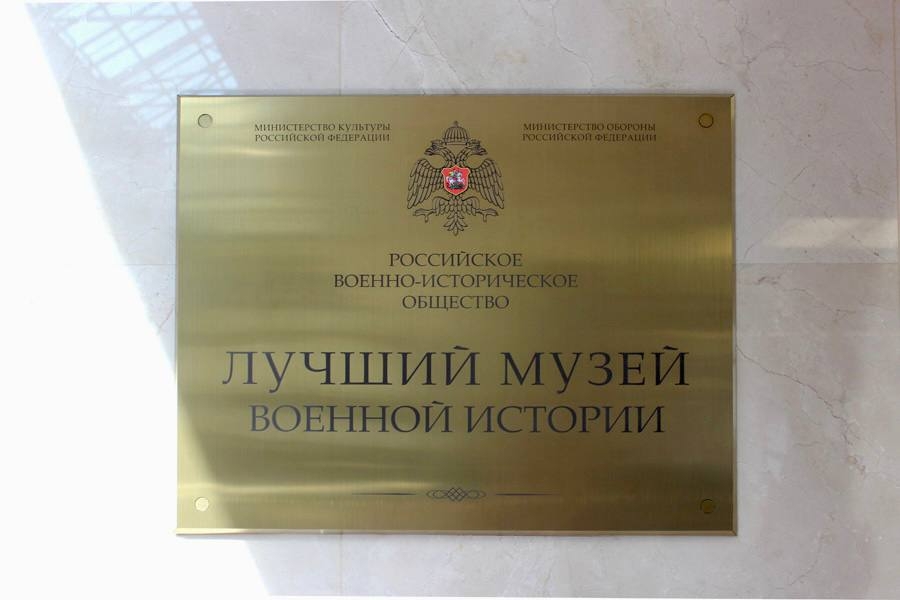 МИНИСТЕРСТВО КУЛЬТУРЫ
РОССИЙСКОЙ ФЕДЕРАЦИИ
МИНИСТЕРСТВО ОБОРОНЫ
РОССИЙСКОЙ ФЕДЕРАЦИИ
РОССИЙСКОЕ
ВОЕННО-ИСТОРИЧЕСКОЕ
ОБЩЕСТВО
ЛУЧШИЙ МУЗЕЙ
ВОЕННОЙ ИСТОРИИ